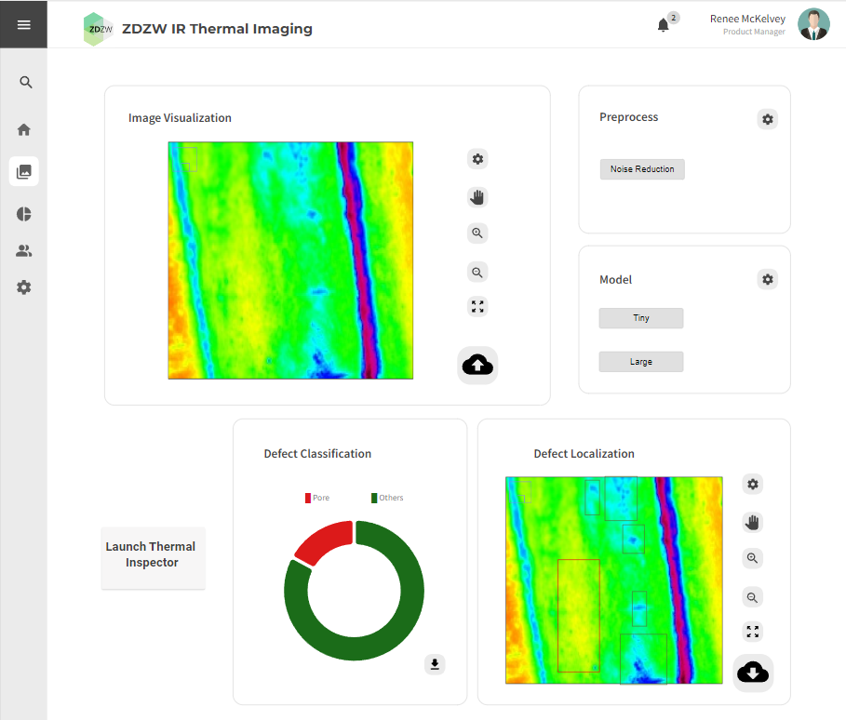 ZDZW
ZDZW IR Thermal Imaging
2
Renee McKelvey
Product Manager
Image Visualization
Preprocess
Noise Reduction
Model
Tiny
Large
Defect Classification
Pore
Others
Defect Localization
Launch Thermal
Inspector